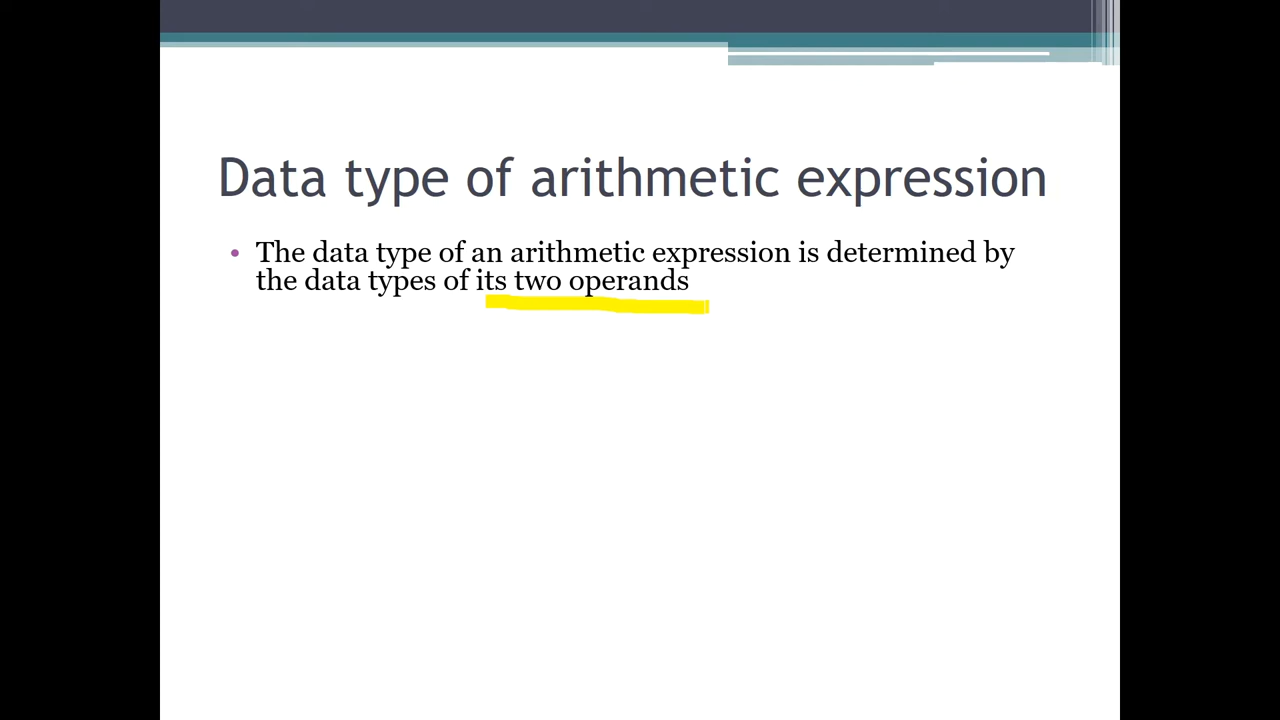 Data type of arithmetic expression
• The data type of an arithmetic expression is determined by
the data types of its two operands